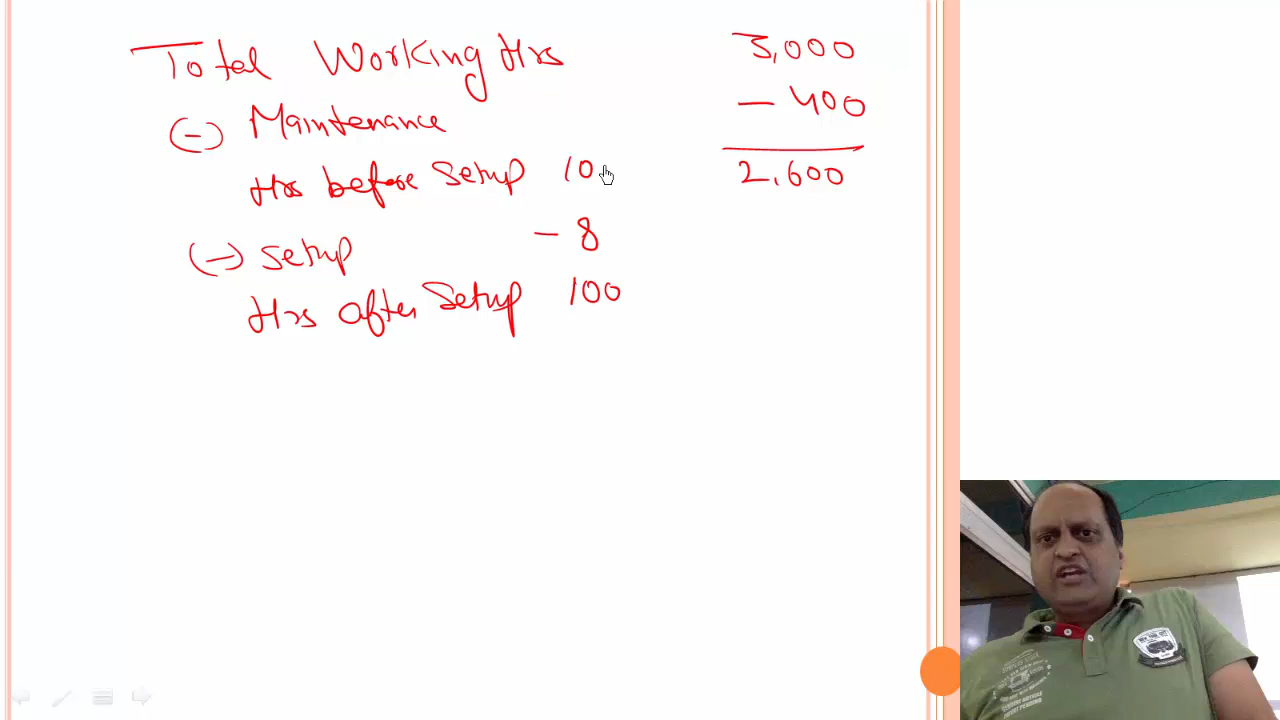 Total Working Hrs 3,000
(-) Maintenance - 400
Hrs before Setup 10 2,600
(-) Setup - 8
Hrs after Setup 100